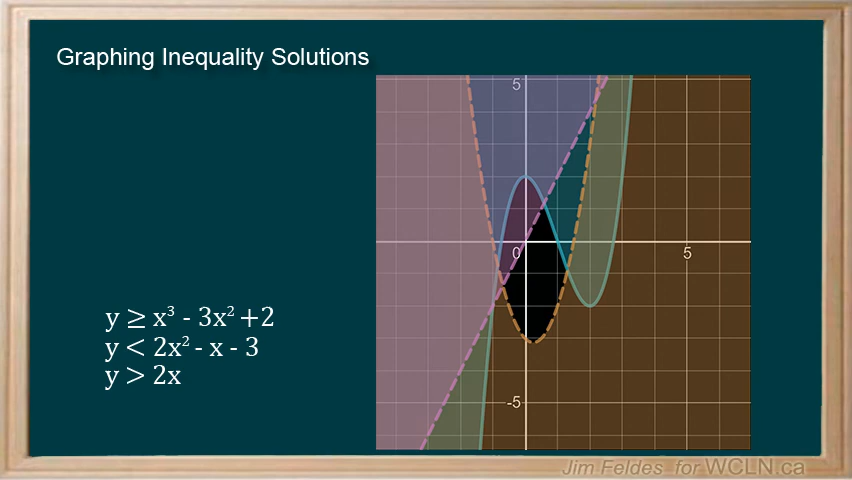 Graphing Inequality Solutions
5
0
5
y ≥ x³ - 3x² +2
y < 2x² - x - 3
y > 2x
-5
Jim Feldes for WCLN.ca